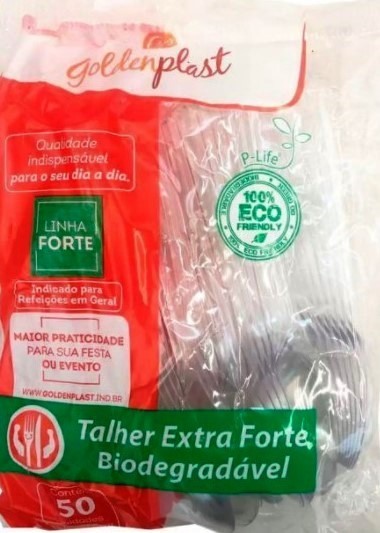 goldenplast
Qualidade
indispensável
para o seu dia a dia.
P-Life
100%
ECO
FRIENDLY
LINHA
FORTE
Indicado para
Refeições em Geral
MAIOR PRATICIDADE
PARA SUA FESTA
OU EVENTO
WWW.GOLDENPLAST.IND.BR
Talher Extra Forte
Biodegradável
50